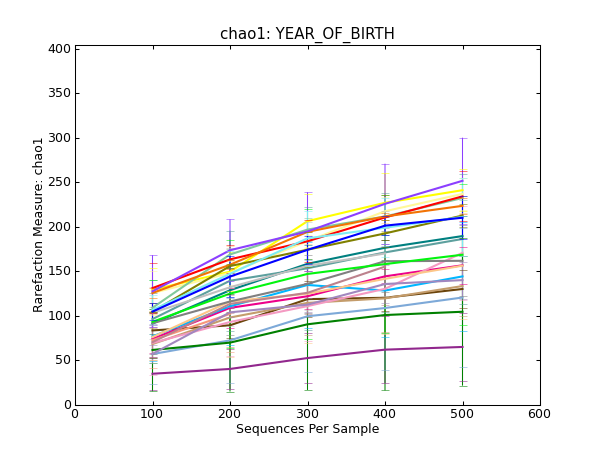 chao1: YEAR_OF_BIRTH
Rarefaction Measure: chao1
400
350
300
250
200
150
100
50
0
0 100 200 300 400 500 600
Sequences Per Sample